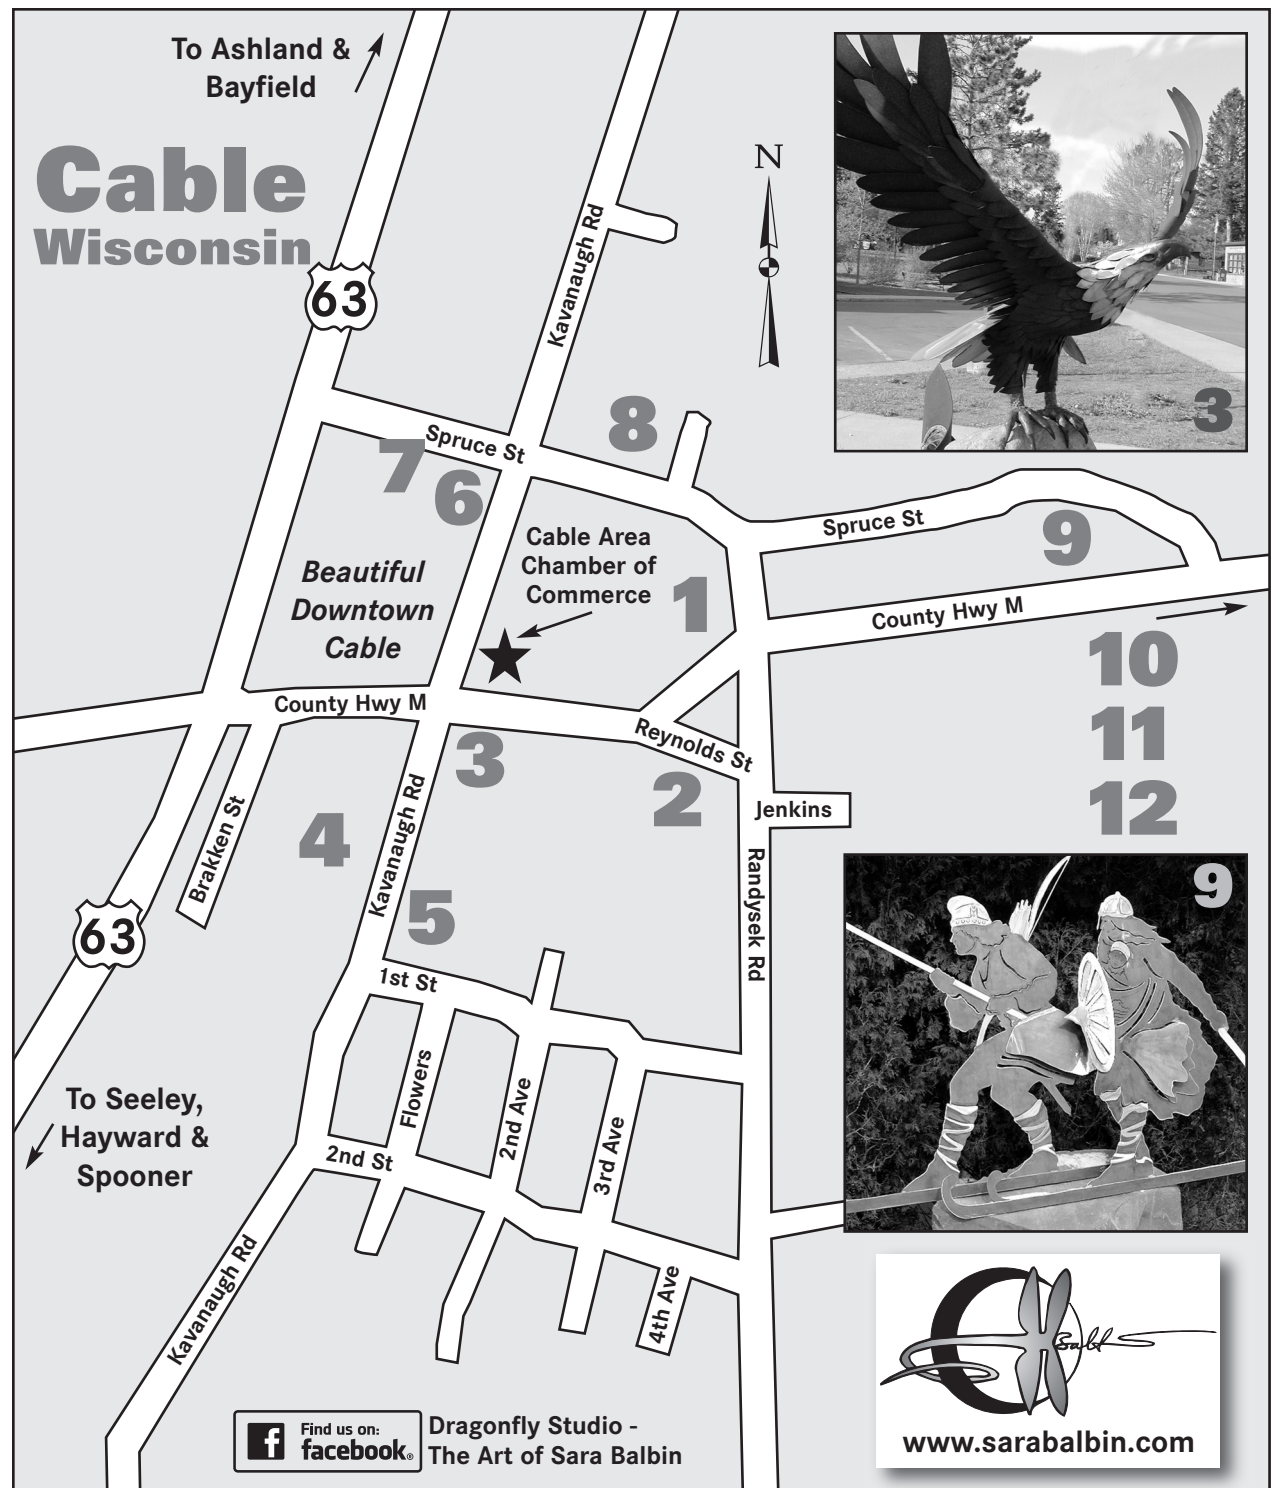 To Ashland &
Bayfield
Cable
Wisconsin
63
Kavanaugh Rd
N
3
8
7
Spruce St
6
Spruce St
9
Cable Area
Chamber of
Commerce
1
Beautiful
Downtown
Cable
County Hwy M
10
11
12
County Hwy M
Reynolds St
3
2
Jenkins
4
Brakken St
Kavanaugh Rd
5
Randysek Rd
9
63
1st St
Flowers
2nd Ave
3rd Ave
To Seeley,
Hayward &
Spooner
2nd St
Kavanaugh Rd
4th Ave
Balbin
www.sarabalbin.com
f
Find us on:
facebook®
Dragonfly Studio -
The Art of Sara Balbin